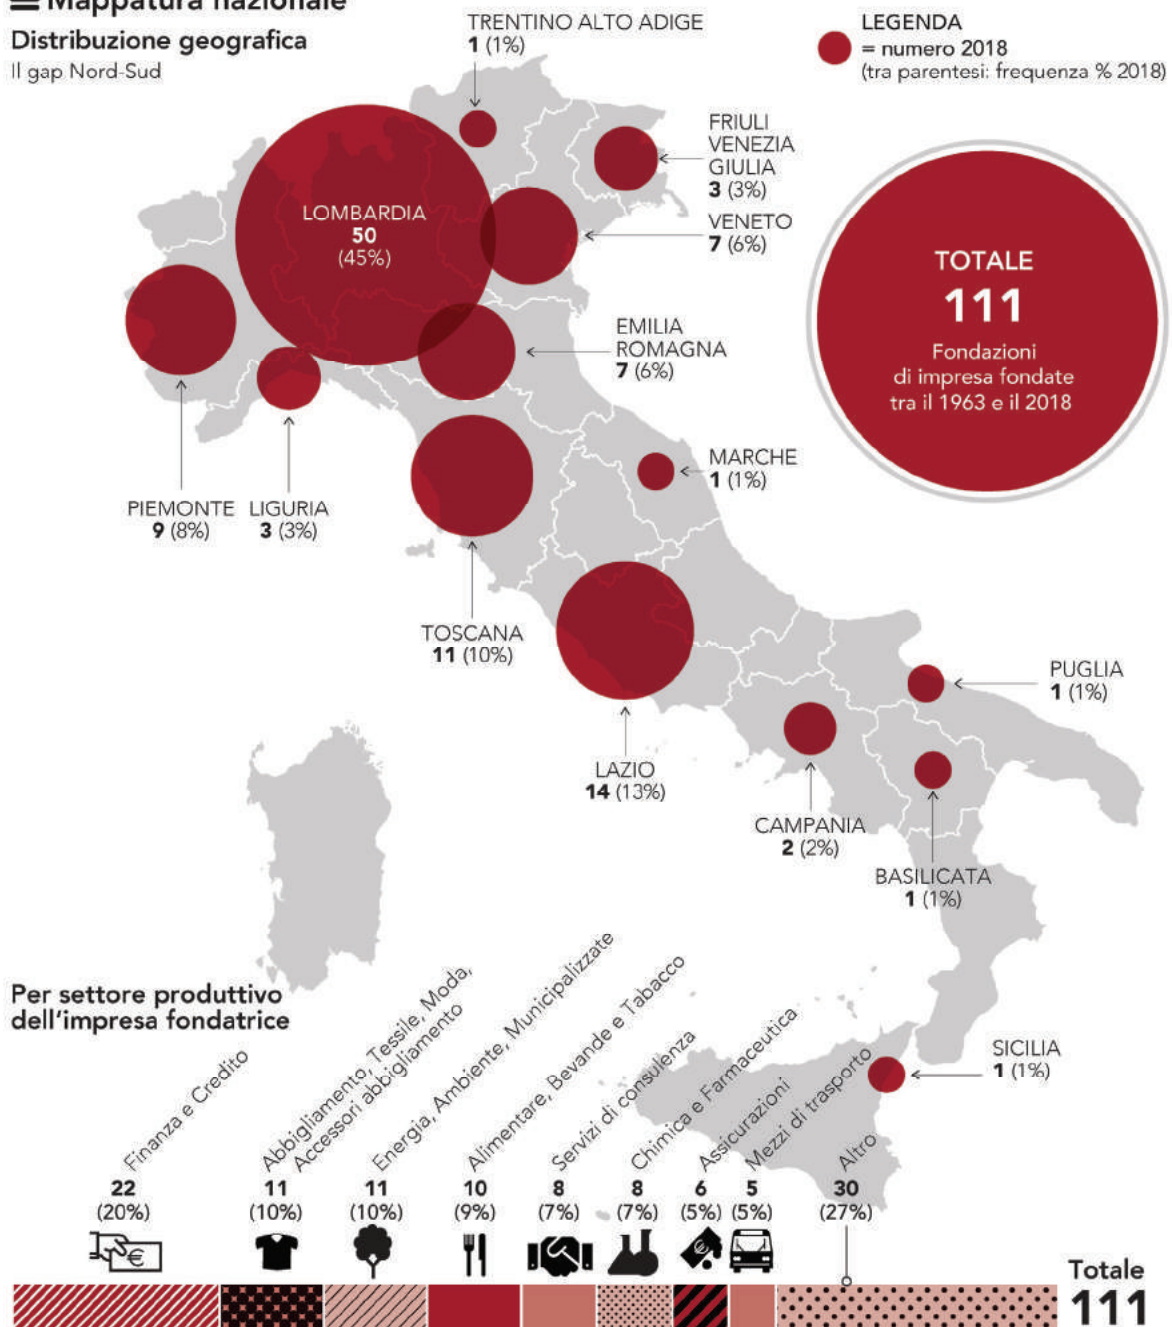 Mappatura nazionale
Distribuzione geografica
Il gap Nord-Sud
LEGENDA
= numero 2018
(tra parentesi: frequenza % 2018)
TRENTINO ALTO ADIGE
1 (1%)
FRIULI
VENEZIA
GIULIA
3 (3%)
VENETO
7 (6%)
LOMBARDIA
50
(45%)
TOTALE
111
Fondazioni
di impresa fondate
tra il 1963 e il 2018
EMILIA
ROMAGNA
7 (6%)
MARCHE
1 (1%)
PIEMONTE
9 (8%)
LIGURIA
3 (3%)
TOSCANA
11 (10%)
LAZIO
14 (13%)
PUGLIA
1 (1%)
CAMPANIA
2 (2%)
BASILICATA
1 (1%)
SICILIA
1 (1%)
Per settore produttivo
dell'impresa fondatrice
Finanza e Credito
22
(20%)
Abbigliamento, Tessile, Moda,
Accessori abbigliamento
11
(10%)
Energia, Ambiente, Municipalizzate
11
(10%)
Alimentare, Bevande e Tabacco
10
(9%)
Servizi di consulenza
8
(7%)
Chimica e Farmaceutica
8
(7%)
Assicurazioni
6
(5%)
Mezzi di trasporto
5
(5%)
Altro
30
(27%)
€
€
Totale
111